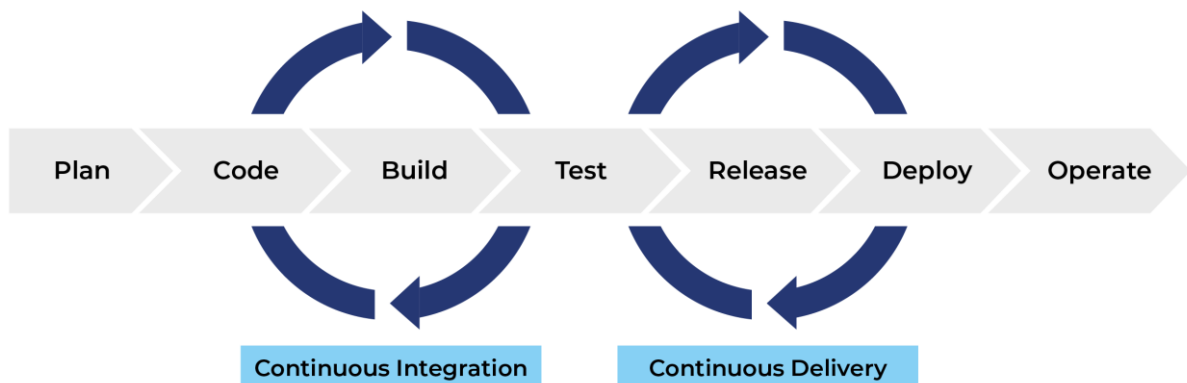 Plan
Code
Build
Test
Release
Deploy
Operate
Continuous Integration
Continuous Delivery